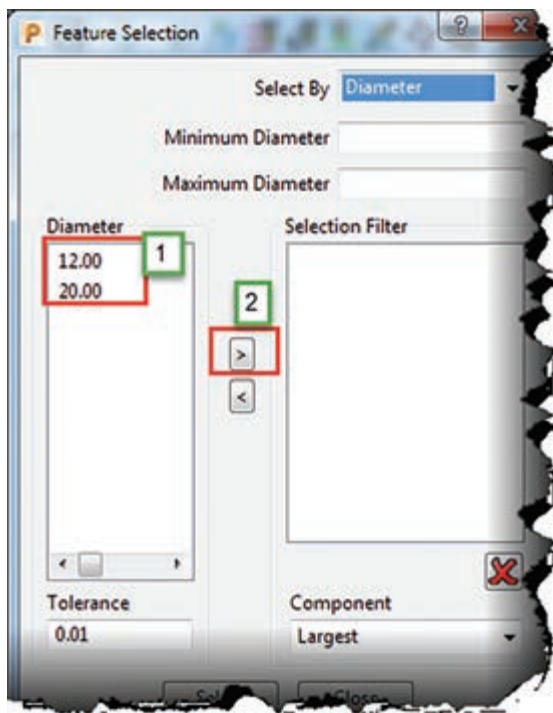 P Feature Selection ?
Select By Diameter
Minimum Diameter
Maximum Diameter
Diameter
Selection Filter
12.00
20.00
1
2
>
<
Tolerance
0.01
Component
Largest
Close